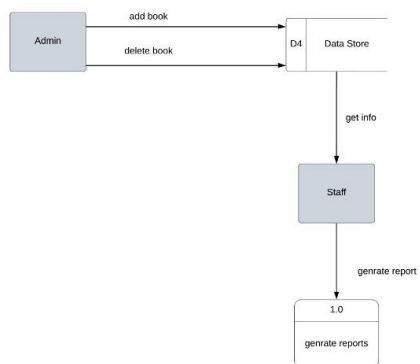 add book
Admin
D4
Data Store
delete book
get info
Staff
genrate report
1.0
genrate reports